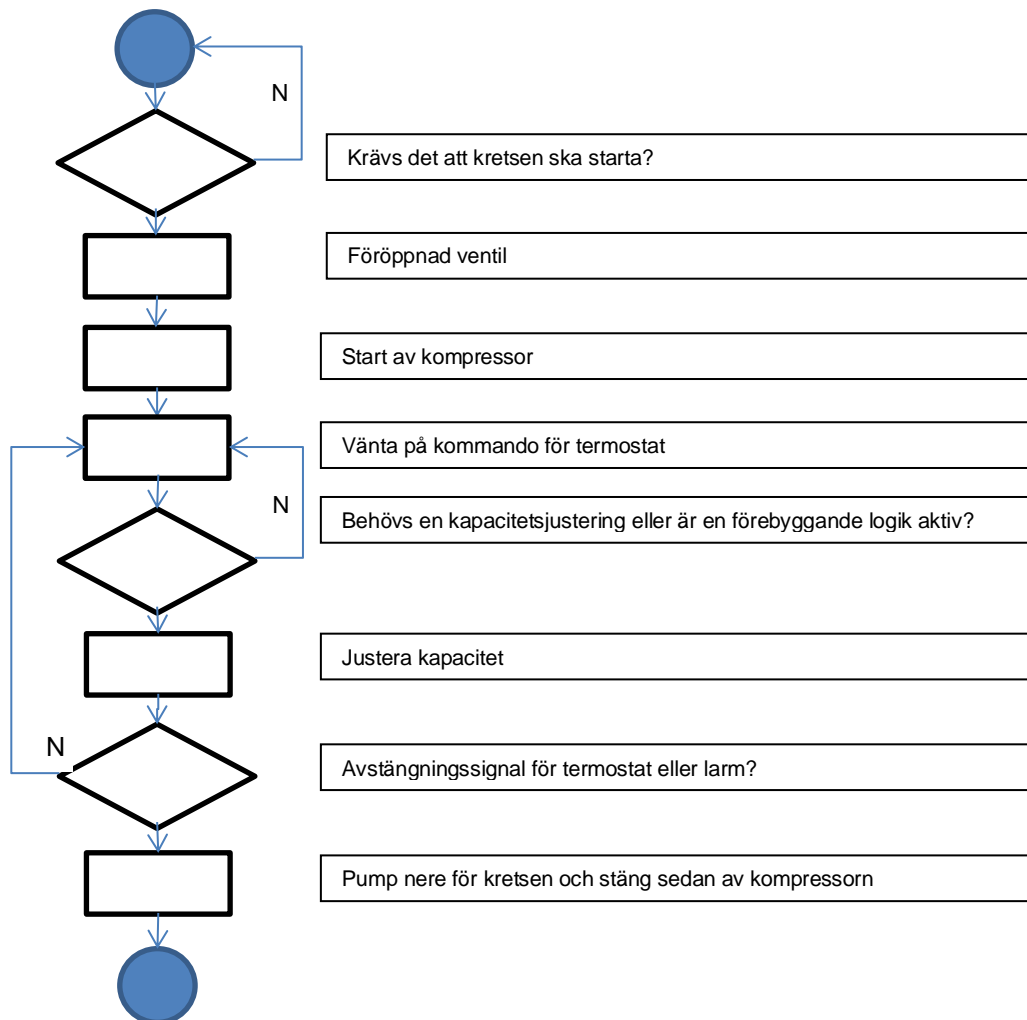 N
Krävs det att kretsen ska starta?
Föröppnad ventil
Start av kompressor
Vänta på kommando för termostat
N
Behövs en kapacitetsjustering eller är en förebyggande logik aktiv?
Justera kapacitet
N
Avstängningssignal för termostat eller larm?
Pump nere för kretsen och stäng sedan av kompressorn